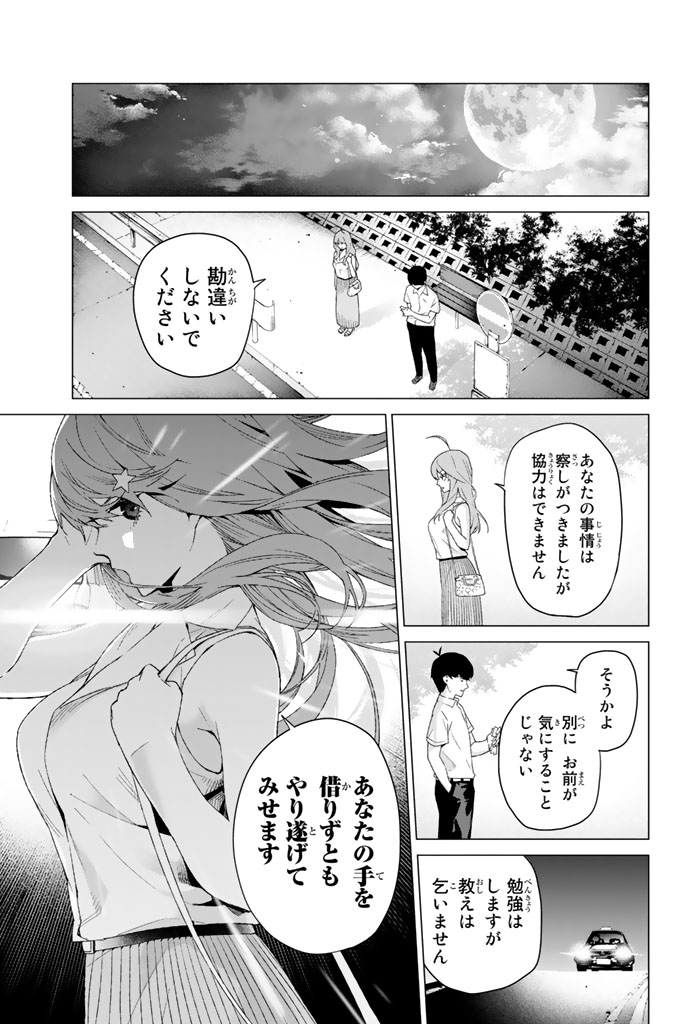 勘違い
しないで
ください
あなたの事情は
察しがつきましたが
協力はできません
そうかよ
別に お前が
気にすること
じゃない
勉強は
しますが
教えは
乞いません
あなたの手を
借りずとも
やり遂げて
みせます